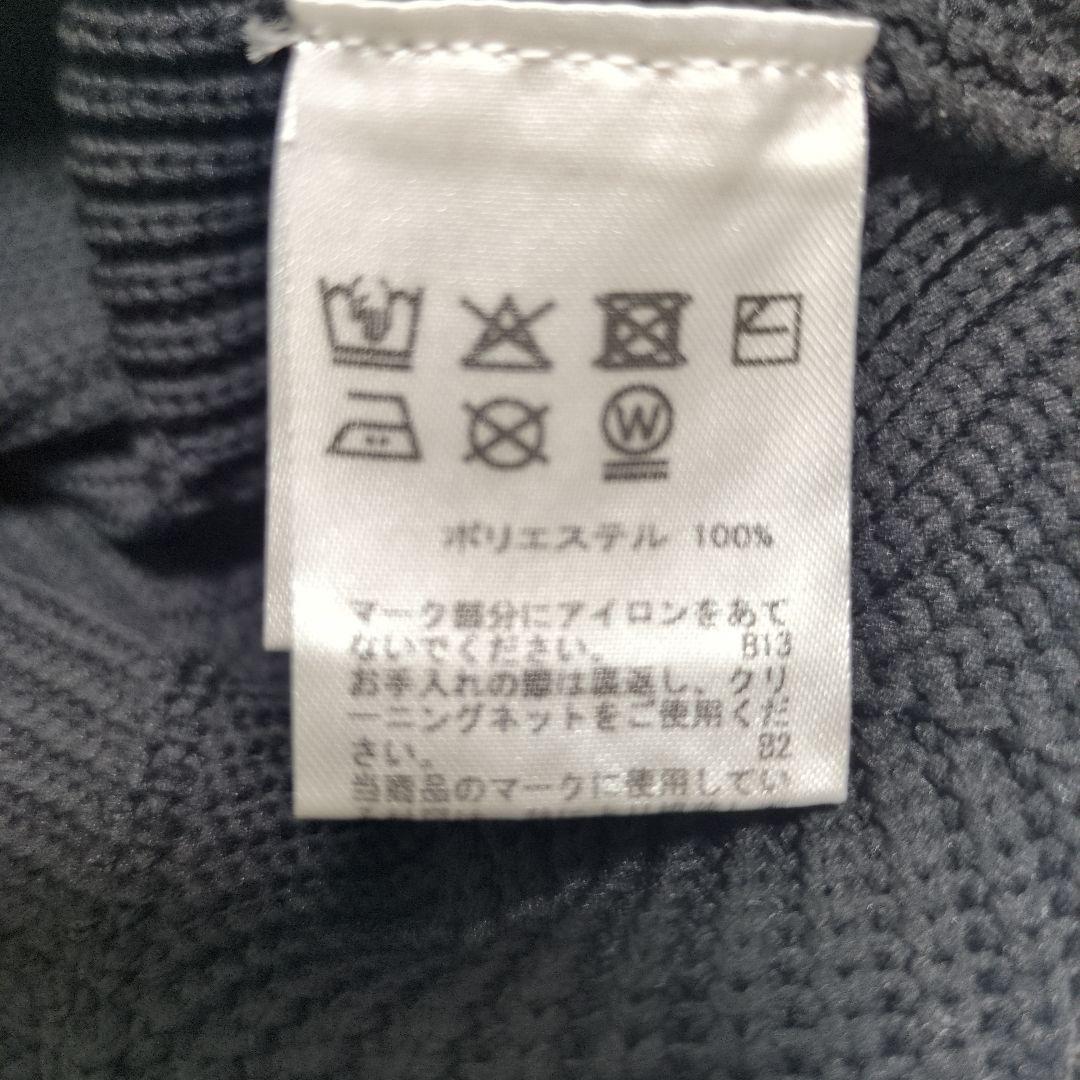 W
ポリエステル 100%
マーク部分にアイロンをあて
ないでください。 B13
お手入れの際は裏返し、クリ
ーニングネットをご使用くだ
さい。 B2
当商品のマークに使用してい